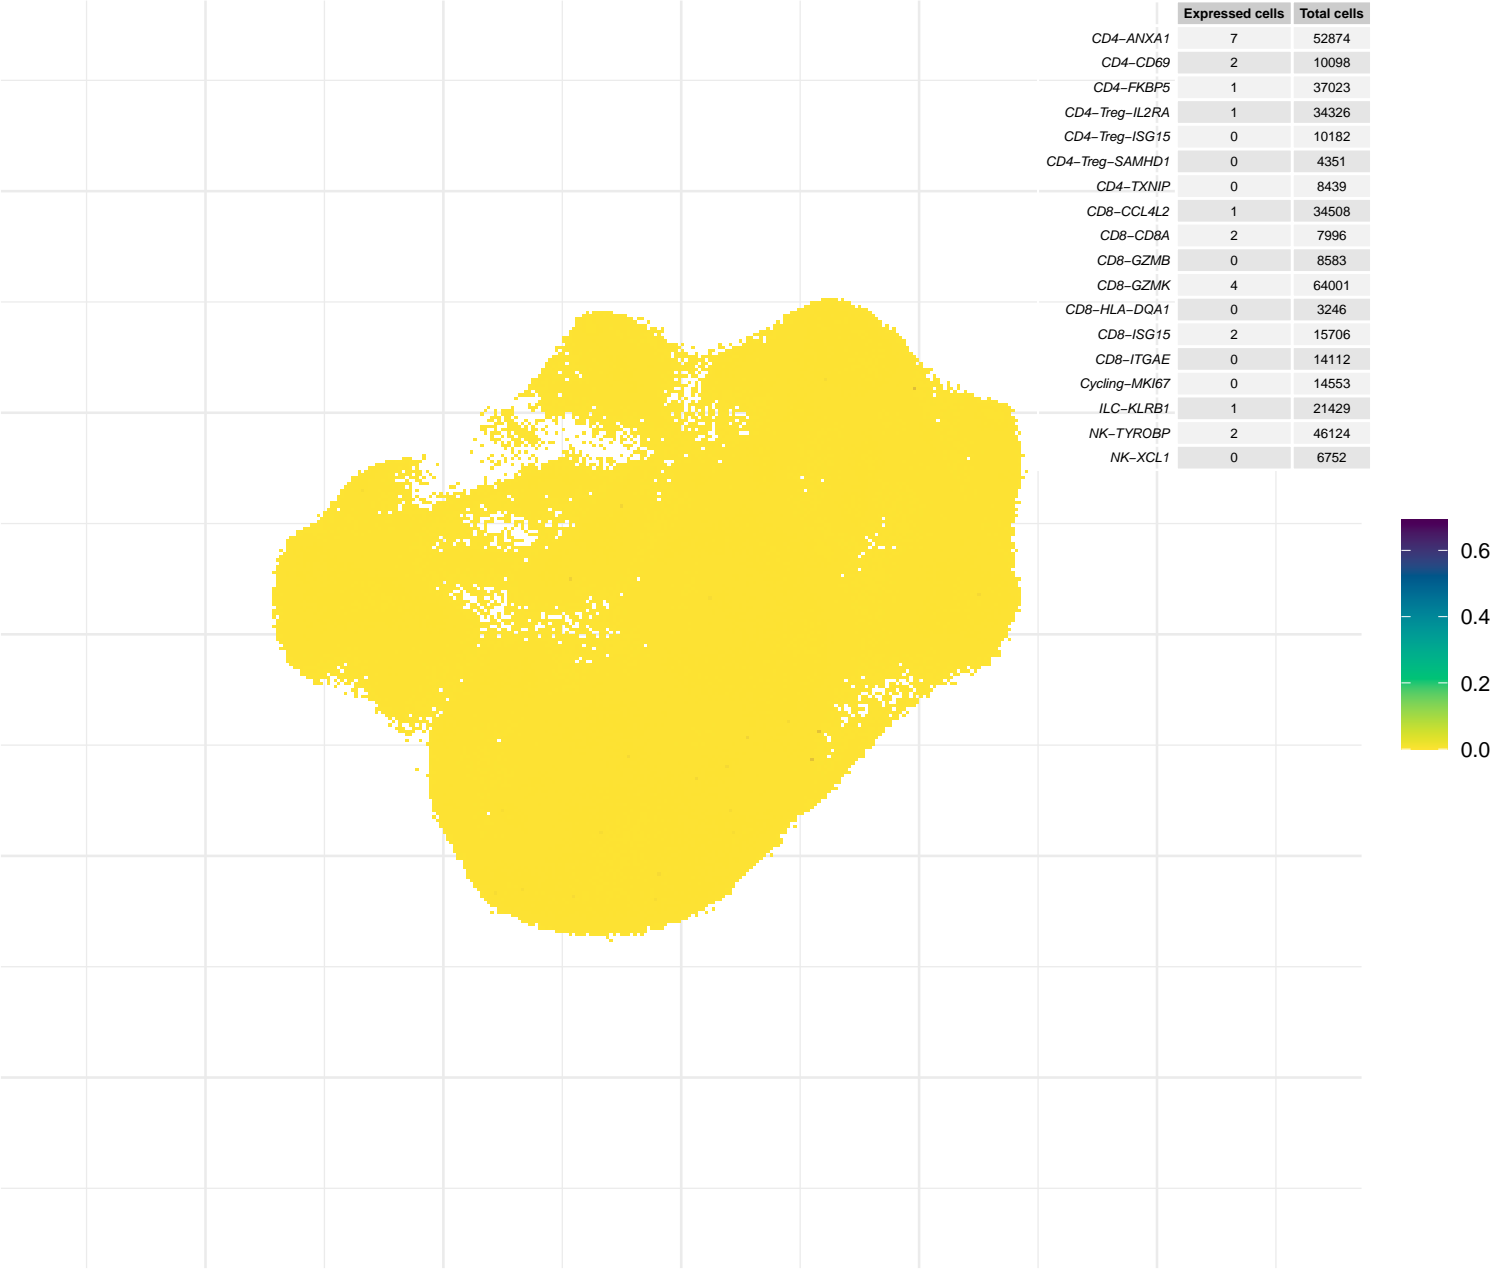 Expressed cells Total cells
CD4−ANXA1 7 52874
CD4−CD69 2 10098
CD4−FKBP5 1 37023
CD4−Treg−IL2RA 1 34326
CD4−Treg−ISG15 0 10182
CD4−Treg−SAMHD1 0 4351
CD4−TXNIP 0 8439
CD8−CCL4L2 1 34508
CD8−CD8A 2 7996
CD8−GZMB 0 8583
CD8−GZMK 4 64001
CD8−HLA−DQA1 0 3246
CD8−ISG15 2 15706
CD8−ITGAE 0 14112
Cycling−MKI67 0 14553
ILC−KLRB1 1 21429
NK−TYROBP 2 46124
NK−XCL1 0 6752
0.6
0.4
0.2
0.0